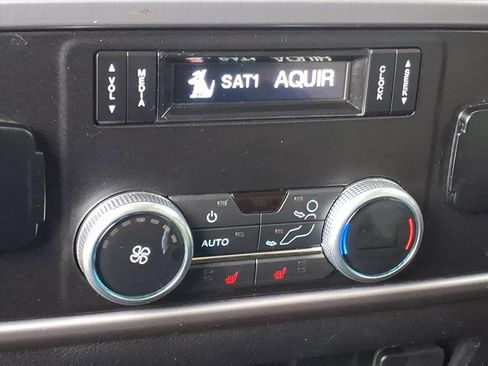 VOL
MEDIA
SAT1 AQUIR
CLOCK
SEEK
AUTO